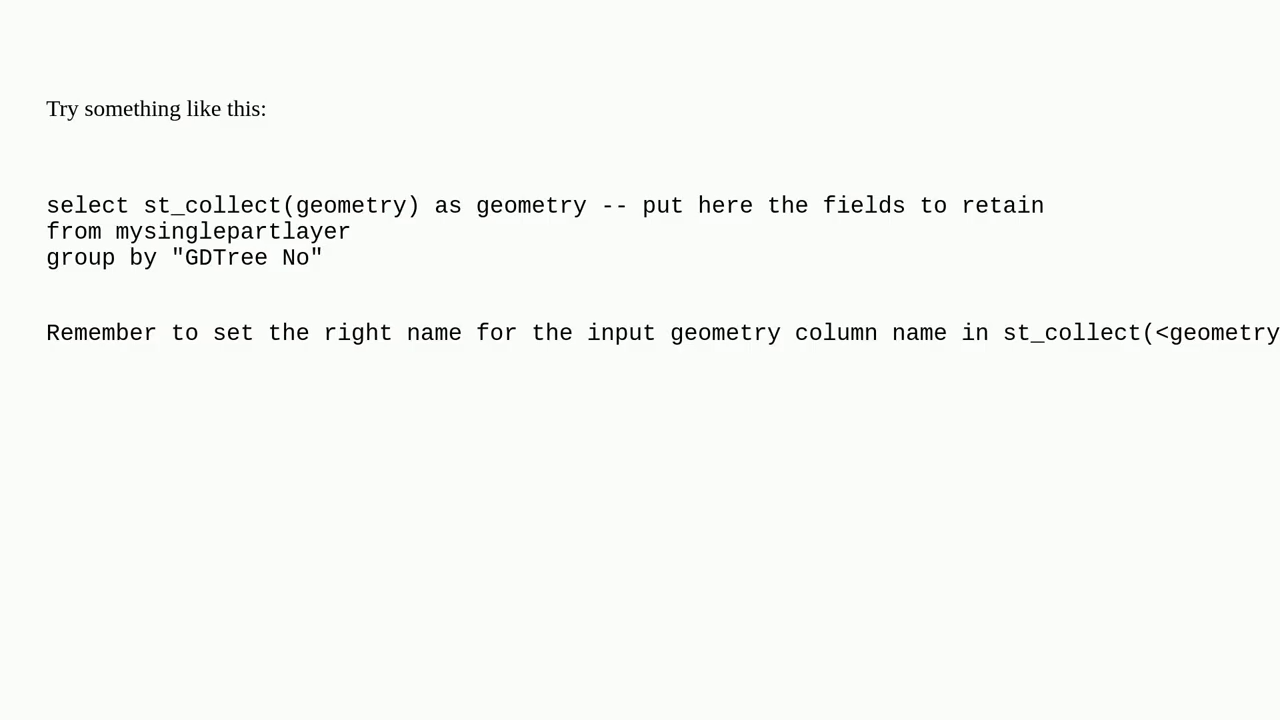 Try something like this:
select st_collect(geometry) as geometry -- put here the fields to retain
from mysinglepartlayer
group by "GDTree No"
Remember to set the right name for the input geometry column name in st_collect(<geometry